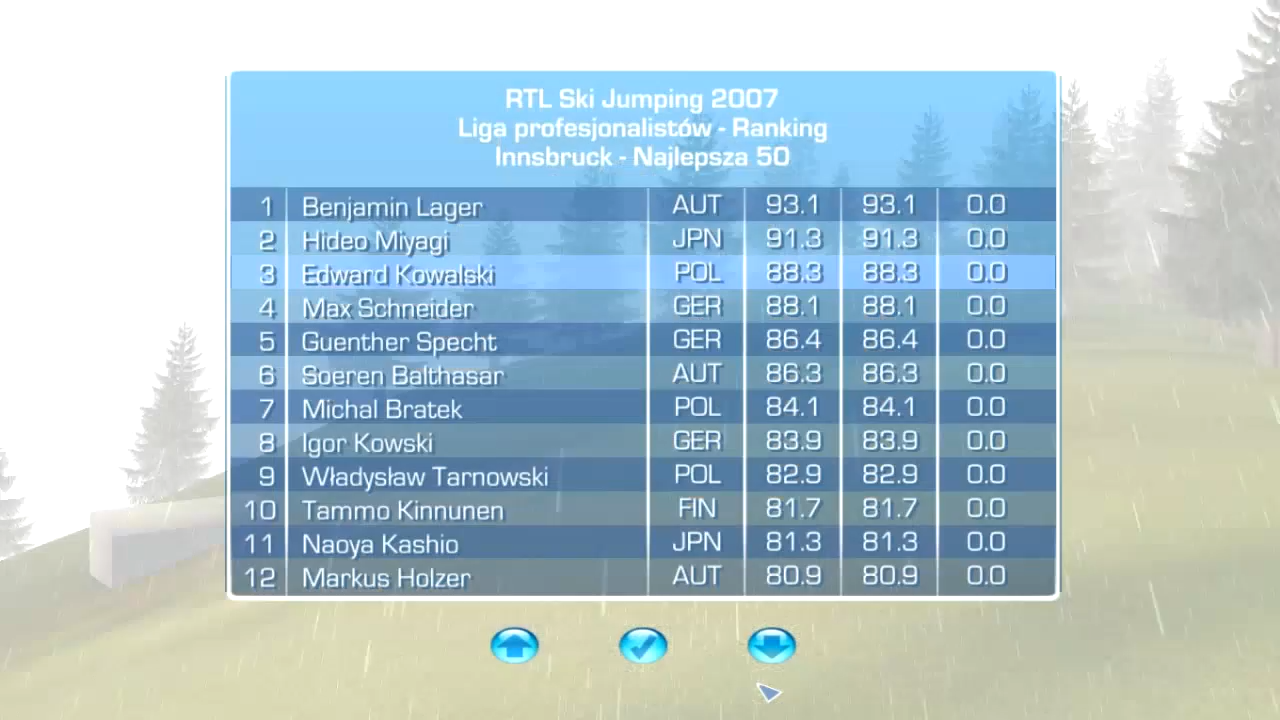 RTL Ski Jumping 2007
Liga profesjonalistów - Ranking
Innsbruck - Najlepsza 50
1 Benjamin Lager AUT 93.1 93.1 0.0
2 Hideo Miyagi JPN 91.3 91.3 0.0
3 Edward Kowalski POL 88.3 88.3 0.0
4 Max Schneider GER 88.1 88.1 0.0
5 Guenther Specht GER 86.4 86.4 0.0
6 Soeren Balthasar AUT 86.3 86.3 0.0
7 Michal Bratek POL 84.1 84.1 0.0
8 Igor Kowski GER 83.9 83.9 0.0
9 Władysław Tarnowski POL 82.9 82.9 0.0
10 Tammo Kinnunen FIN 81.7 81.7 0.0
11 Naoya Kashio JPN 81.3 81.3 0.0
12 Markus Holzer AUT 80.9 80.9 0.0